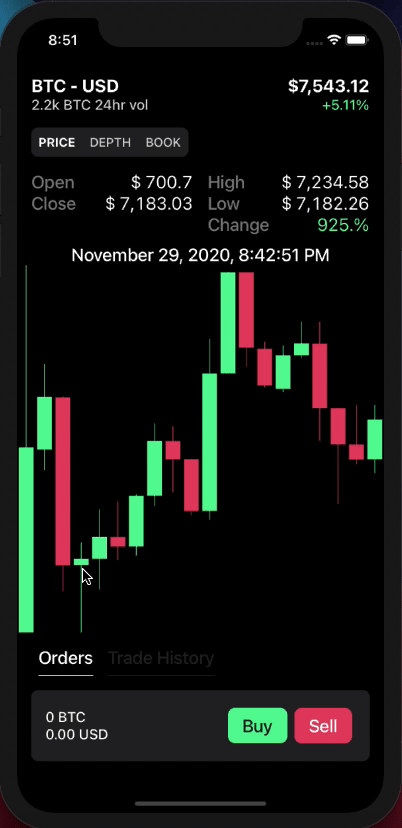 8:51
BTC - USD $7,543.12
2.2k BTC 24hr vol +5.11%
PRICE DEPTH BOOK
Open $ 700.7 High $ 7,234.58
Close $ 7,183.03 Low $ 7,182.26
Change 925.%
November 29, 2020, 8:42:51 PM
Orders Trade History
0 BTC
0.00 USD
Buy Sell